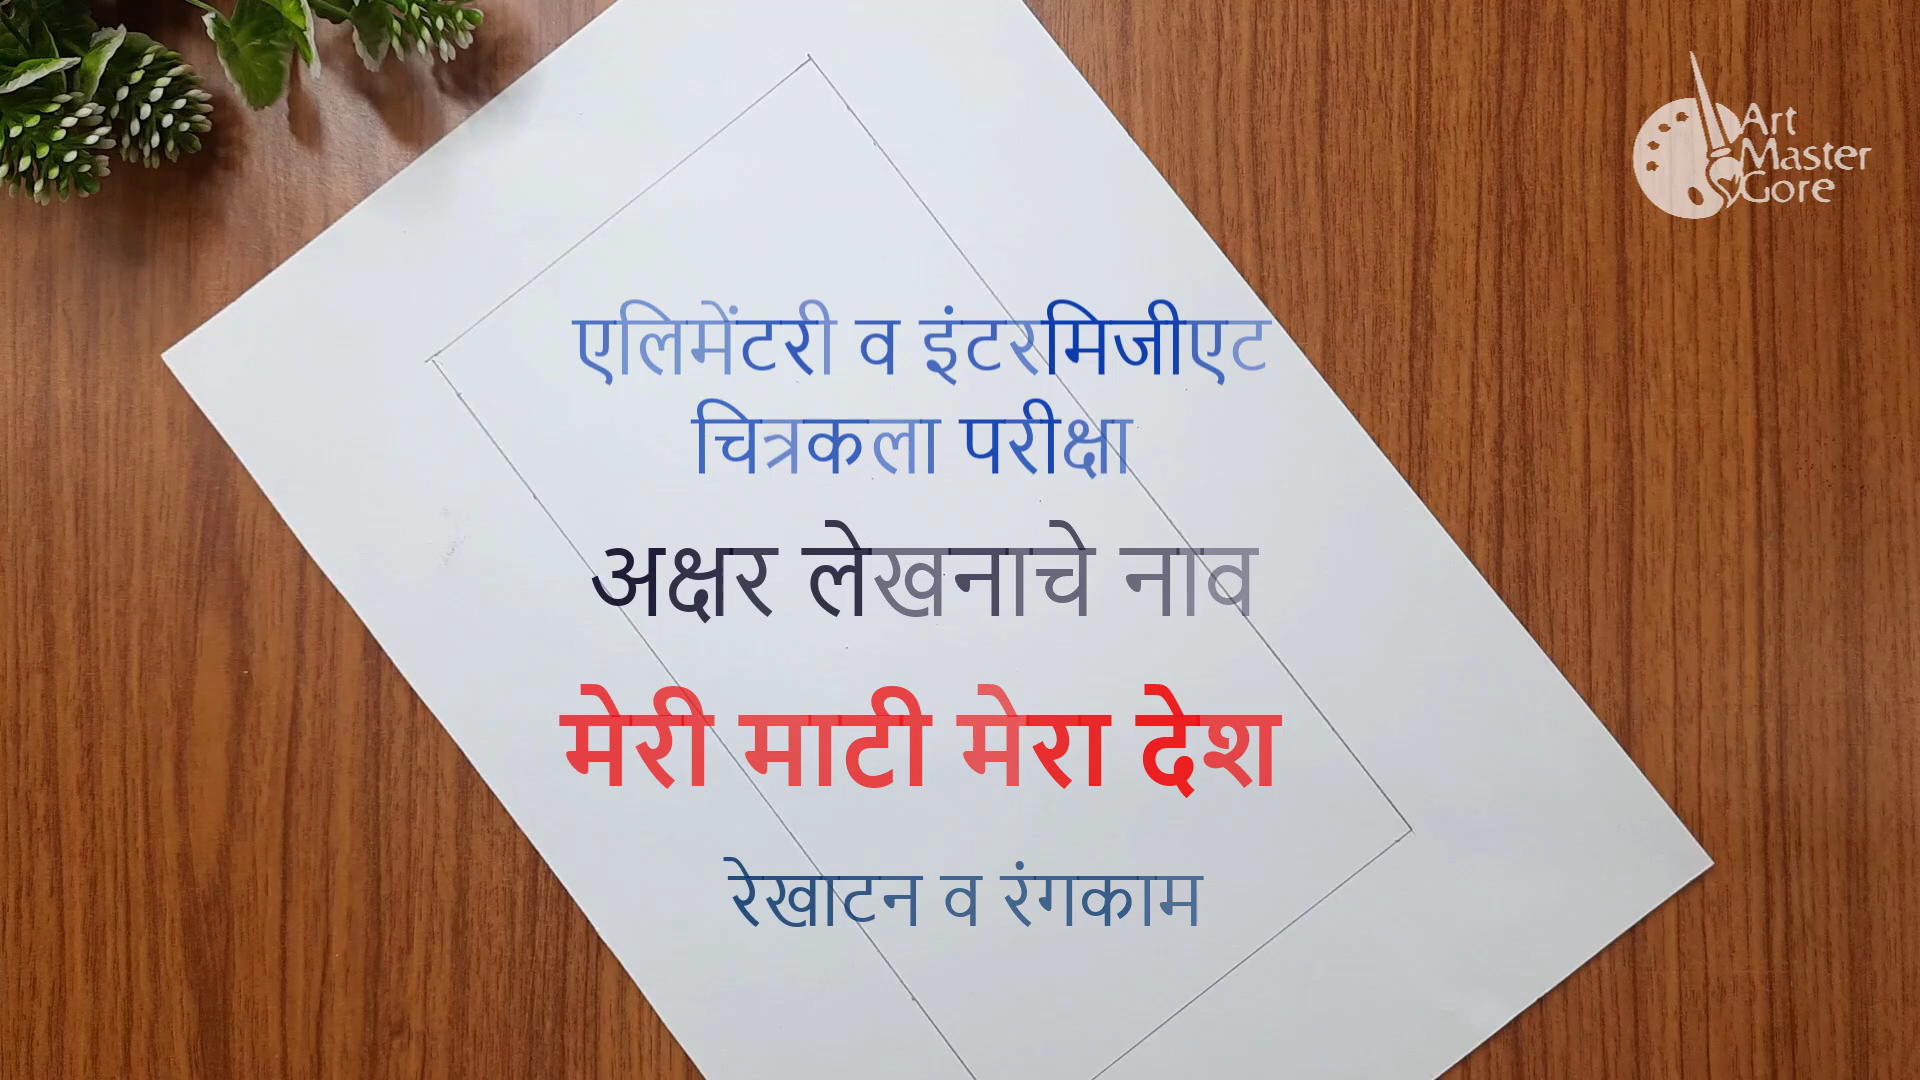 Art
Master
Gore
एलिमेंटरी व इंटरमिजीएट
चित्रकला परीक्षा
अक्षर लेखनाचे नाव
मेरी माटी मेरा देश
रेखाटन व रंगकाम